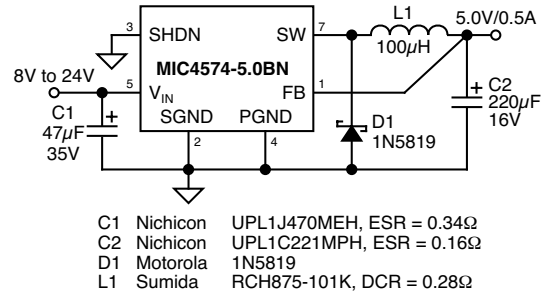 L1
5.0V/0.5A
3
SHDN
SW
7
100µH
MIC4574-5.0BN
8V to 24V
5
VIN
FB
1
C1
47µF
35V
SGND
PGND
2
4
D1
1N5819
C2
220µF
16V
C1 Nichicon UPL1J470MEH, ESR = 0.34Ω
C2 Nichicon UPL1C221MPH, ESR = 0.16Ω
D1 Motorola 1N5819
L1 Sumida RCH875-101K, DCR = 0.28Ω